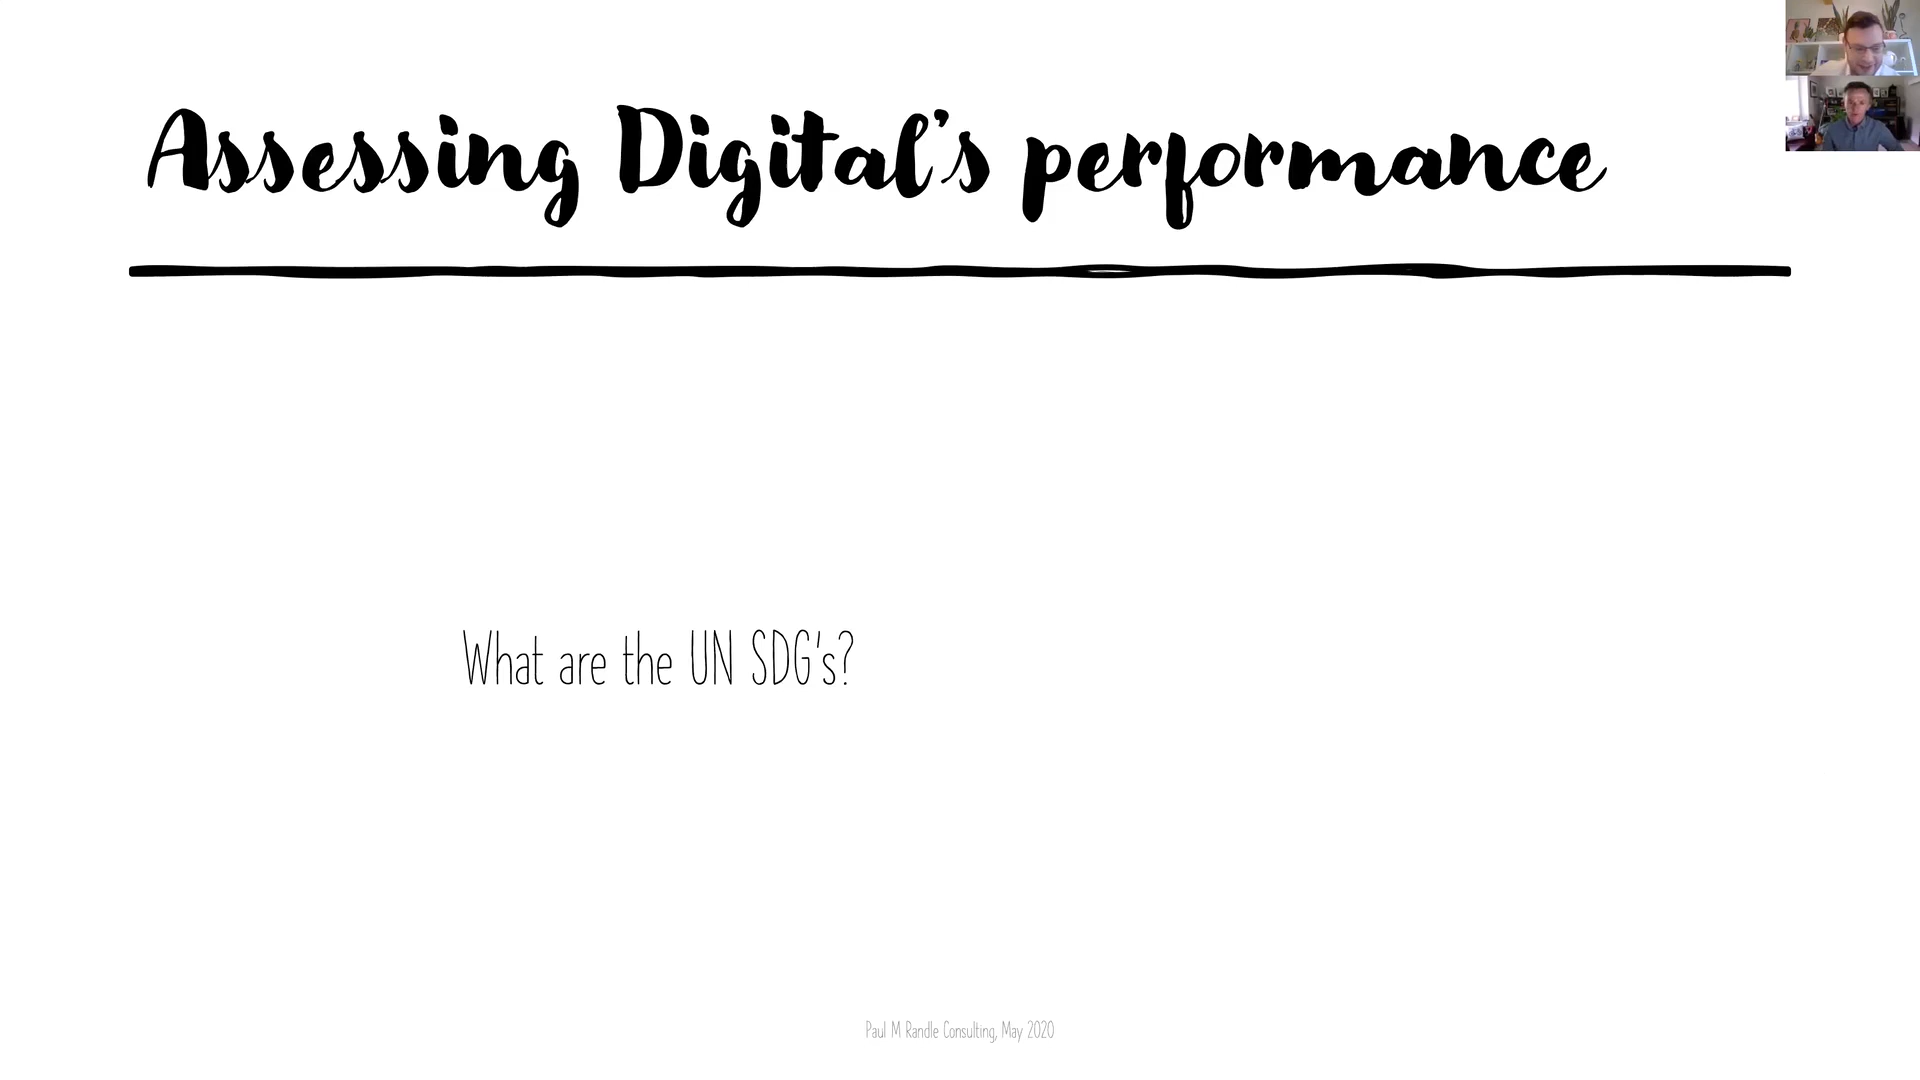 Assessing Digital's performance
What are the UN SDG's?
Paul M Randle Consulting, May 2020